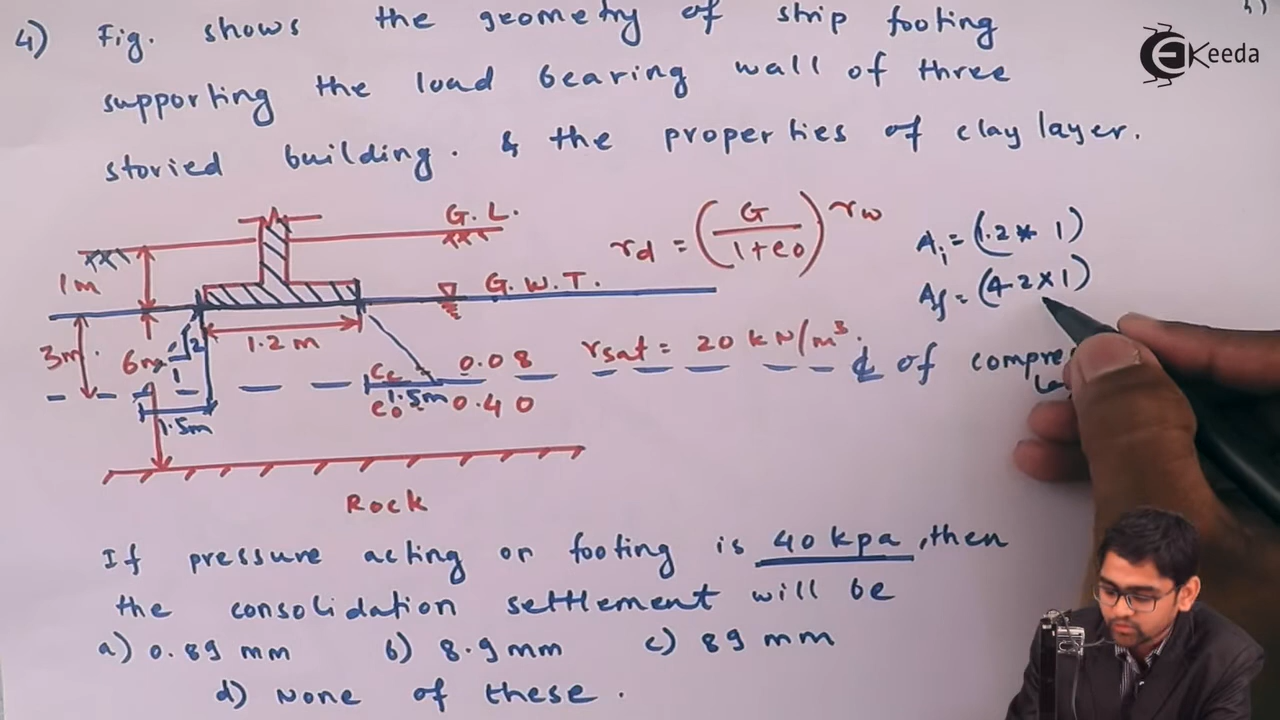 4) Fig. shows the geometry of strip footing
supporting the load bearing wall of three
storied building. & the properties of clay layer.
EKeeda
G.L.
1m
G.W.T.
γd = (G / 1+e0) γw
Ai = (1.2 * 1)
Af = (4.2 × 1)
3m.
6m
2
1
1.2 m
γsat = 20 kN/m³.
Cc 0.08
e0 0.40
1.5m
1.5m
℄ of compre
Rock
If pressure acting on footing is 40 kpa, then
the consolidation settlement will be
a) 0.89 mm b) 8.9 mm c) 89 mm
d) None of these.